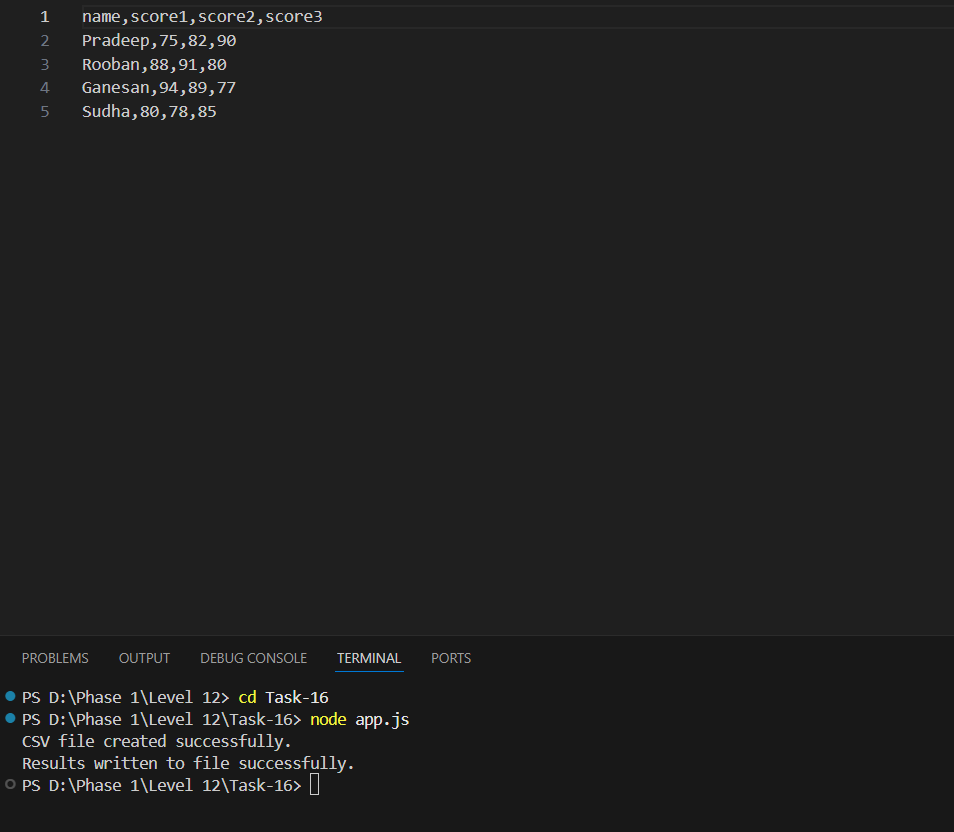 1 name,score1,score2,score3
2 Pradeep,75,82,90
3 Rooban,88,91,80
4 Ganesan,94,89,77
5 Sudha,80,78,85
PROBLEMS OUTPUT DEBUG CONSOLE TERMINAL PORTS
PS D:\Phase 1\Level 12> cd Task-16
PS D:\Phase 1\Level 12\Task-16> node app.js
CSV file created successfully.
Results written to file successfully.
PS D:\Phase 1\Level 12\Task-16>